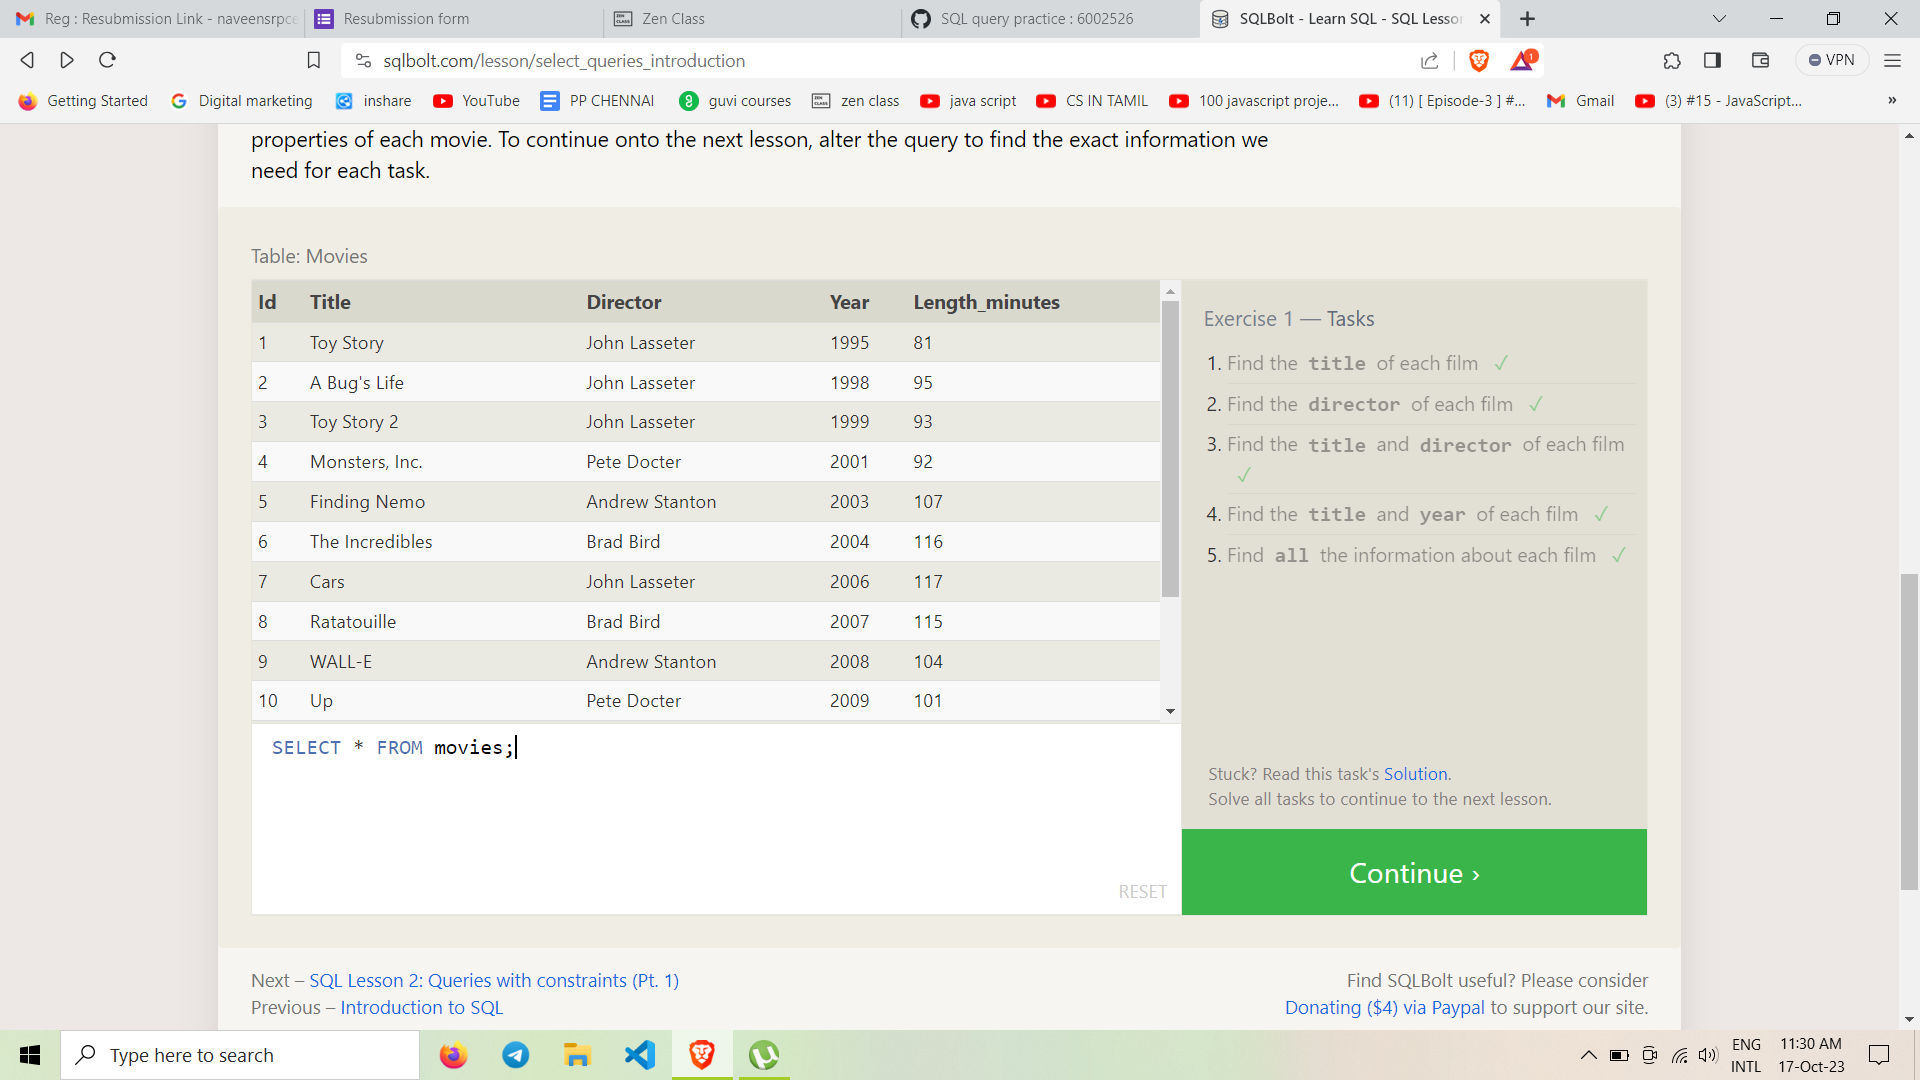 Reg : Resubmission Link - naveensrpce
Resubmission form
Zen Class
SQL query practice : 6002526
SQLBolt - Learn SQL - SQL Lesso
sqlbolt.com/lesson/select_queries_introduction
1
VPN
Getting Started
Digital marketing
inshare
YouTube
PP CHENNAI
guvi courses
zen class
java script
CS IN TAMIL
100 javascript proje...
(11) [ Episode-3 ] #...
Gmail
(3) #15 - JavaScript...
»
properties of each movie. To continue onto the next lesson, alter the query to find the exact information we
need for each task.
Table: Movies
Id Title Director Year Length_minutes
1 Toy Story John Lasseter 1995 81
2 A Bug's Life John Lasseter 1998 95
3 Toy Story 2 John Lasseter 1999 93
4 Monsters, Inc. Pete Docter 2001 92
5 Finding Nemo Andrew Stanton 2003 107
6 The Incredibles Brad Bird 2004 116
7 Cars John Lasseter 2006 117
8 Ratatouille Brad Bird 2007 115
9 WALL-E Andrew Stanton 2008 104
10 Up Pete Docter 2009 101
SELECT * FROM movies;
RESET
Exercise 1 — Tasks
1. Find the title of each film ✓
2. Find the director of each film ✓
3. Find the title and director of each film
✓
4. Find the title and year of each film ✓
5. Find all the information about each film ✓
Stuck? Read this task's Solution.
Solve all tasks to continue to the next lesson.
Continue ›
Next – SQL Lesson 2: Queries with constraints (Pt. 1)
Previous – Introduction to SQL
Find SQLBolt useful? Please consider
Donating ($4) via Paypal to support our site.
Type here to search
ENG
INTL
11:30 AM
17-Oct-23